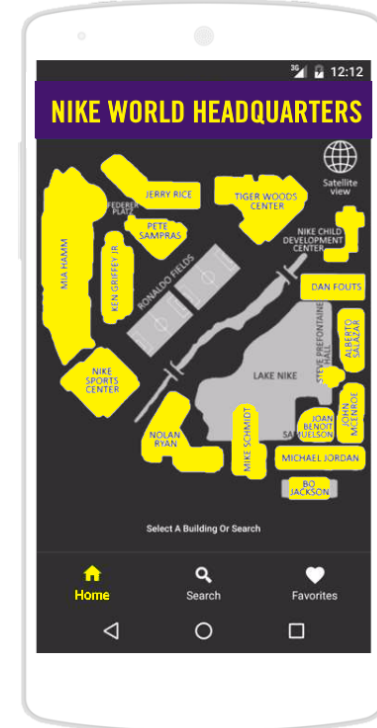 3G
12:12
NIKE WORLD HEADQUARTERS
Satellite
view
JERRY RICE
TIGER WOODS
CENTER
FEDERER
PLATZ
PETE
SAMPRAS
NIKE CHILD
DEVELOPMENT
CENTER
MIA HAMM
KEN GRIFFEY JR
RONALDO FIELDS
DAN FOUTS
STEVE PREFONTAINE
HALL
ALBERTO
SALAZAR
NIKE
SPORTS
CENTER
LAKE NIKE
NOLAN
RYAN
MIKE SCHMIDT
JOAN
BENOIT
SAMUELSON
JOHN
MCENROE
MICHAEL JORDAN
BO
JACKSON
Select A Building Or Search
Home
Search
Favorites